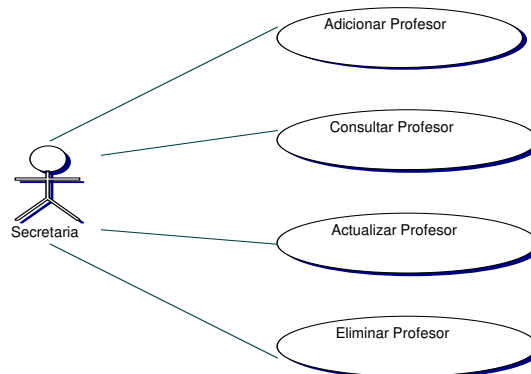 Adicionar Profesor
Consultar Profesor
Secretaria
Actualizar Profesor
Eliminar Profesor